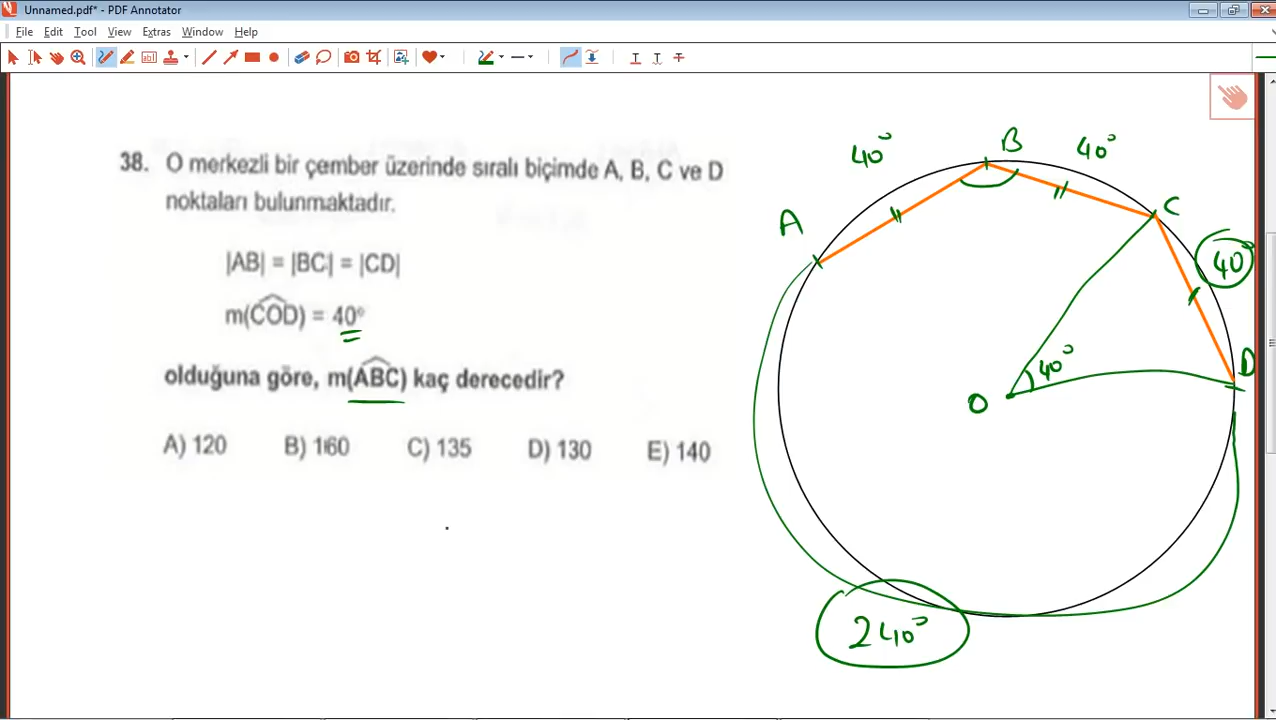 Unnamed.pdf* - PDF Annotator
File Edit Tool View Extras Window Help
38. O merkezli bir çember üzerinde sıralı biçimde A, B, C ve D
noktaları bulunmaktadır.
|AB| = |BC| = |CD|
m(COD) = 40°
olduğuna göre, m(ABC) kaç derecedir?
A) 120 B) 160 C) 135 D) 130 E) 140
40° B 40°
A C
40°
40° D
O
240°